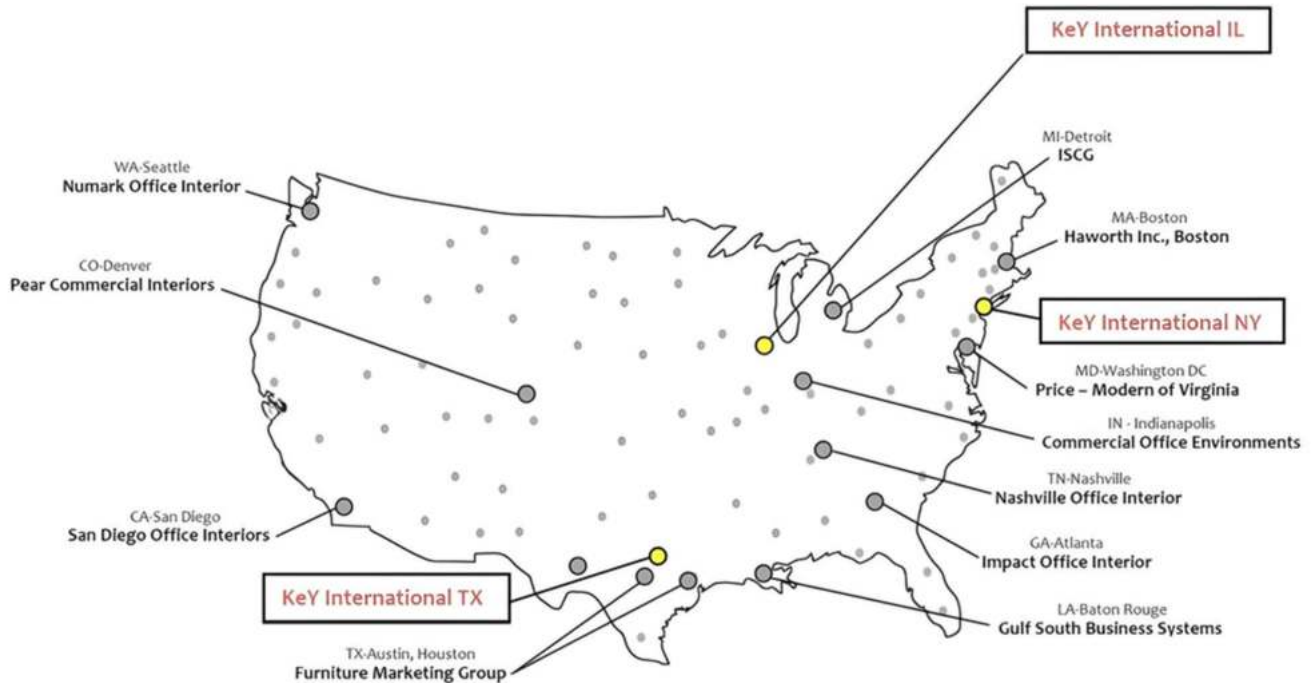 KeY International IL
MI-Detroit
ISCG
WA-Seattle
Numark Office Interior
MA-Boston
Haworth Inc., Boston
CO-Denver
Pear Commercial Interiors
KeY International NY
MD-Washington DC
Price – Modern of Virginia
IN - Indianapolis
Commercial Office Environments
TN-Nashville
Nashville Office Interior
CA-San Diego
San Diego Office Interiors
GA-Atlanta
Impact Office Interior
KeY International TX
LA-Baton Rouge
Gulf South Business Systems
TX-Austin, Houston
Furniture Marketing Group